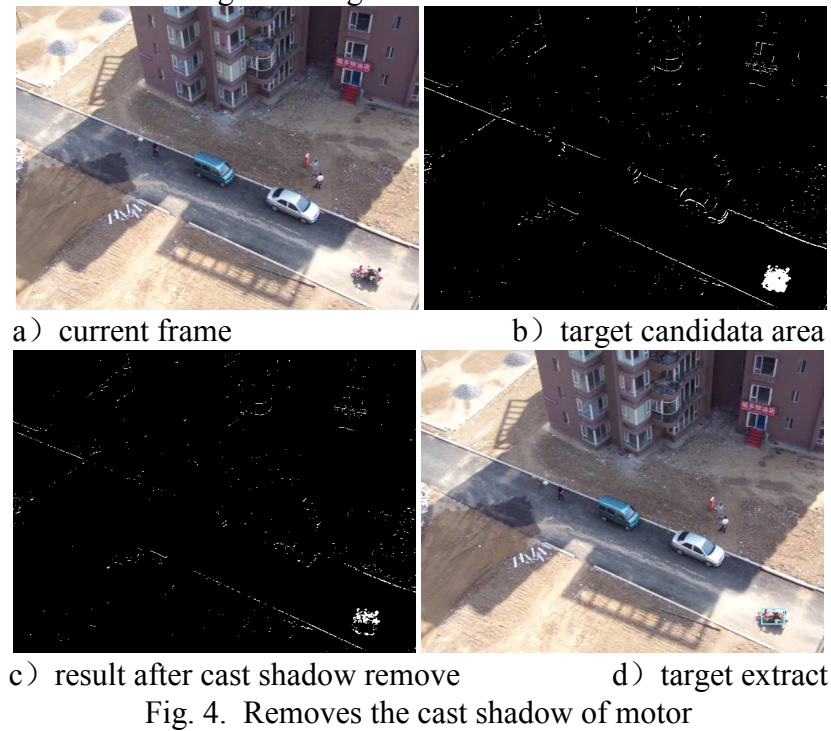 a）current frame
b）target candidata area
c）result after cast shadow remove
d）target extract
Fig. 4. Removes the cast shadow of motor